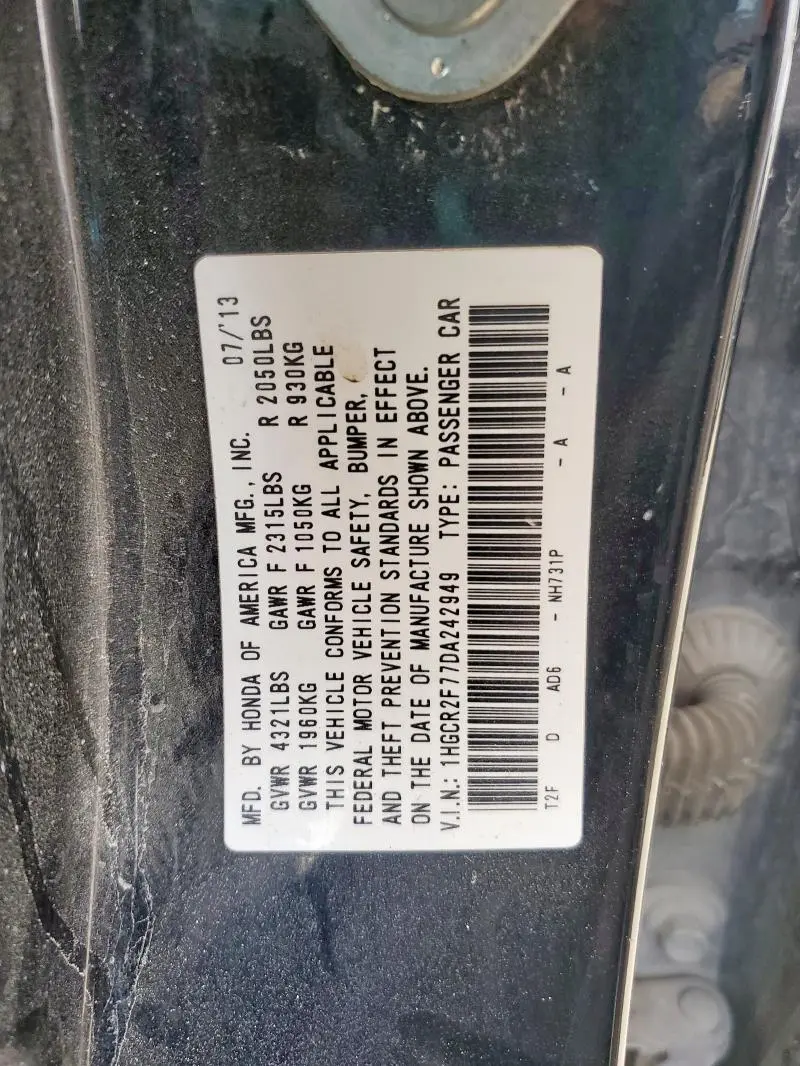 MFD. BY HONDA OF AMERICA MFG., INC. 07/'13
GVWR 4321LBS GAWR F 2315LBS R 2050LBS
GVWR 1960KG GAWR F 1050KG R 930KG
THIS VEHICLE CONFORMS TO ALL APPLICABLE
FEDERAL MOTOR VEHICLE SAFETY, BUMPER,
AND THEFT PREVENTION STANDARDS IN EFFECT
ON THE DATE OF MANUFACTURE SHOWN ABOVE.
V.I.N.: 1HGCR2F77DA242949 TYPE: PASSENGER CAR
T2F D AD6 - NH731P - A - A